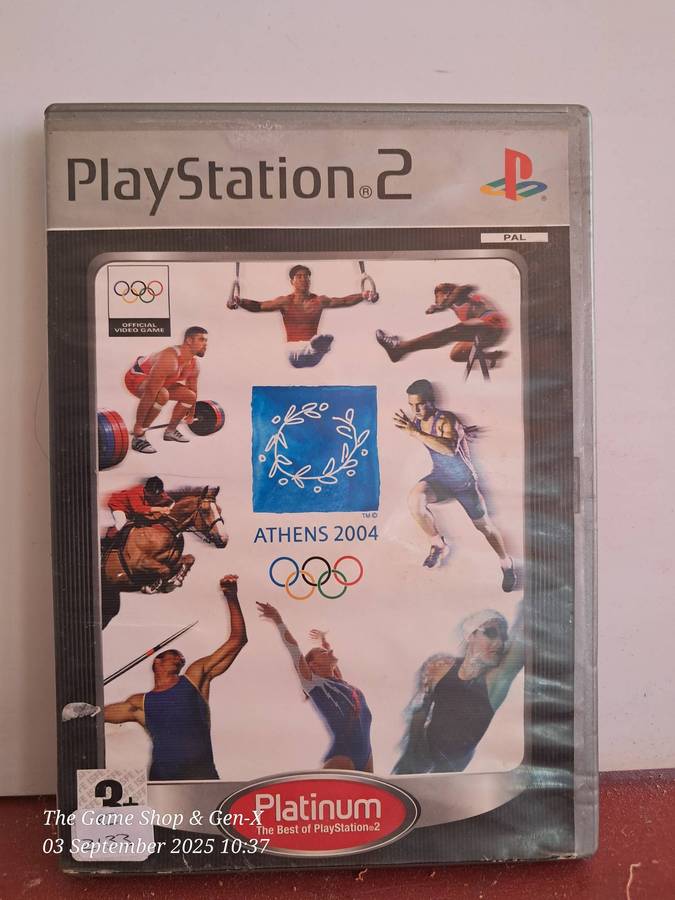 PlayStation®2
PAL
OFFICIAL
VIDEO GAME
TM©
ATHENS 2004
3+
Platinum
The Best of PlayStation®2
The Game Shop & Gen-X
03 September 2025 10:37